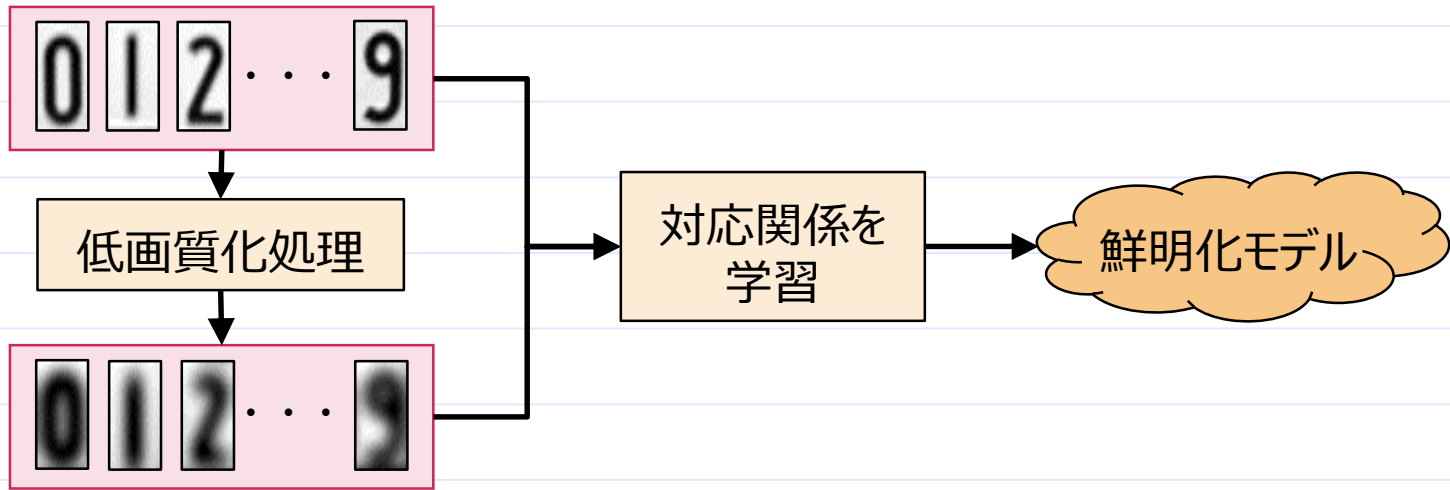 0 1 2 ・・・ 9
低画質化処理
対応関係を
学習
鮮明化モデル
0 1 2 ・・・ 9